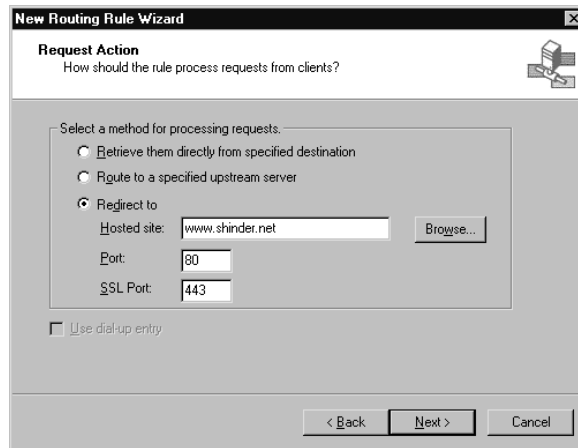 New Routing Rule Wizard
Request Action
How should the rule process requests from clients?
Select a method for processing requests.
Retrieve them directly from specified destination
Route to a specified upstream server
Redirect to
Hosted site: www.shinder.net Browse...
Port: 80
SSL Port: 443
Use dial-up entry
< Back Next > Cancel